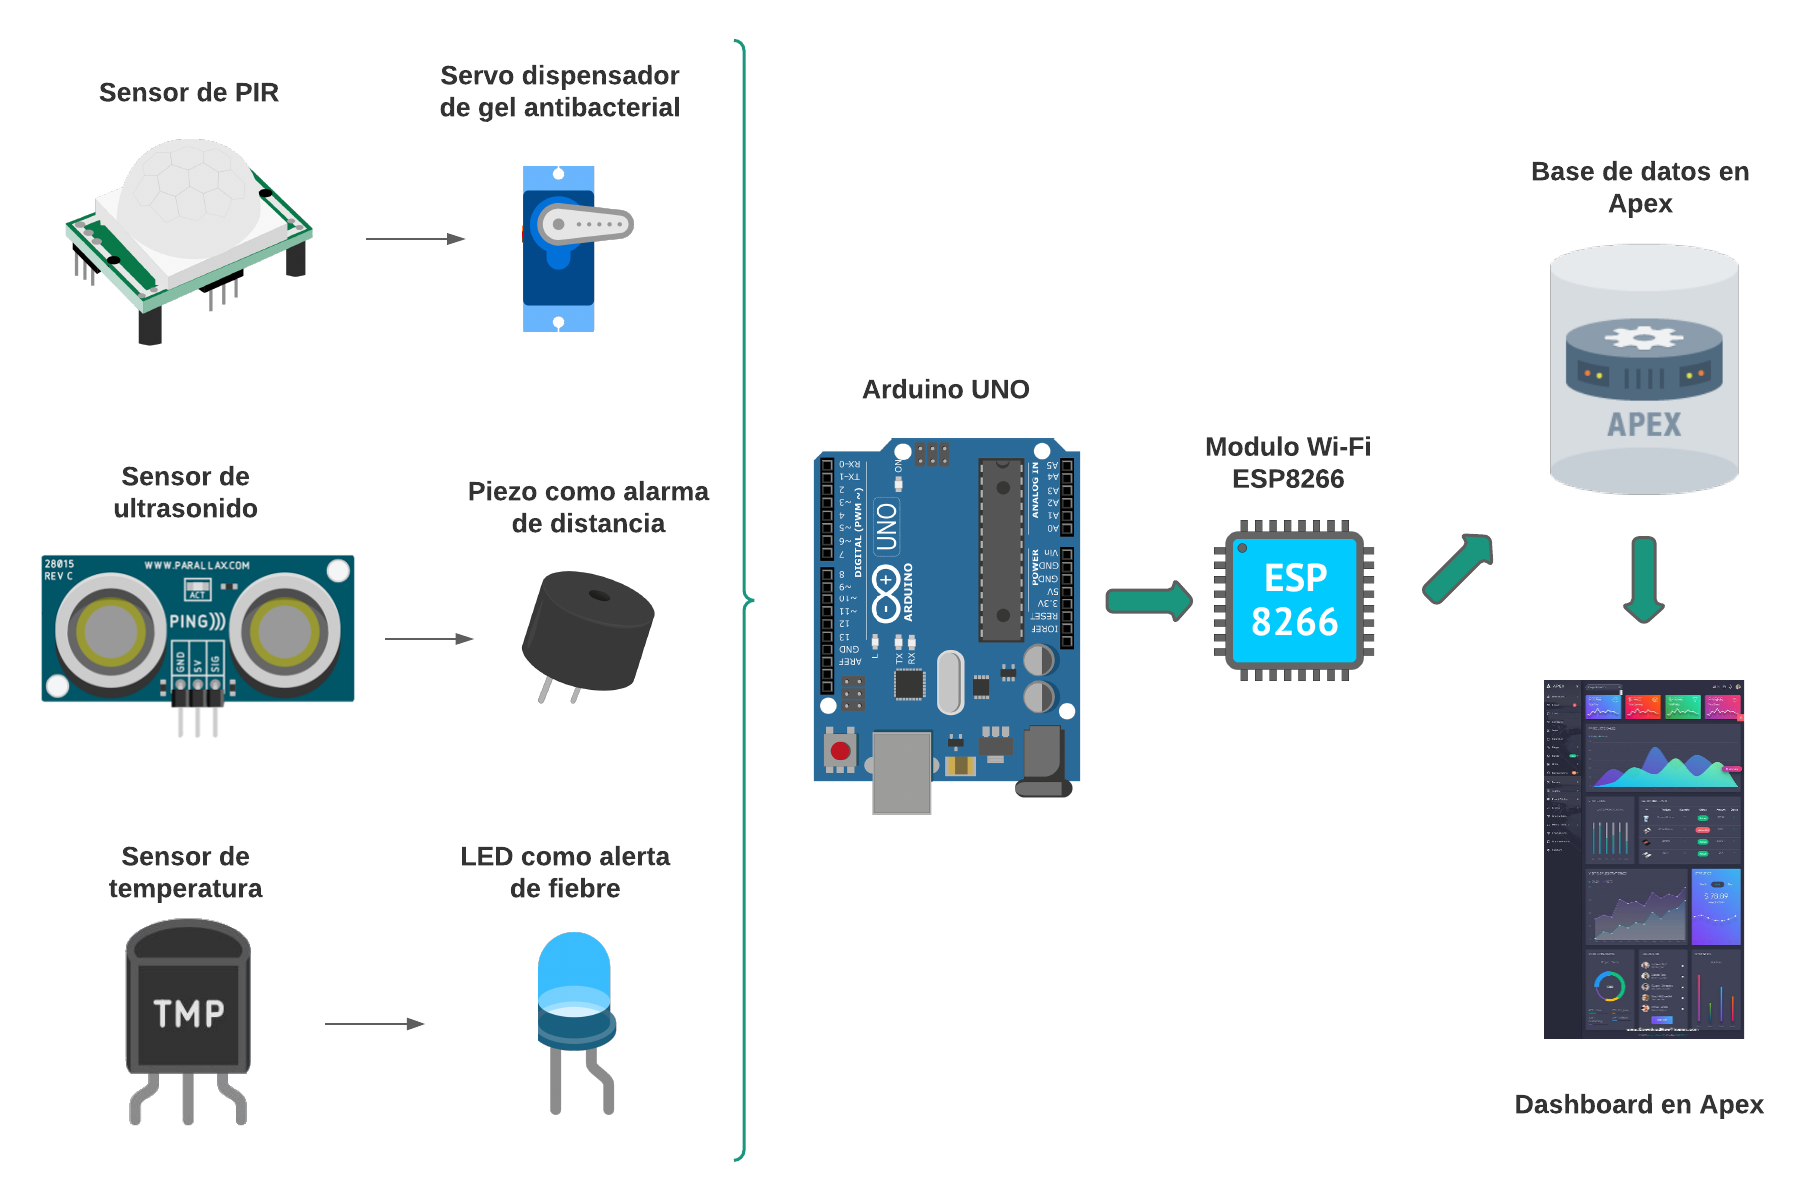 Sensor de PIR
Servo dispensador
de gel antibacterial
Sensor de
ultrasonido
28015
REV C
WWW.PARALLAX.COM
ACT
PING)))
GND
5V
SIG
Piezo como alarma
de distancia
Sensor de
temperatura
TMP
LED como alerta
de fiebre
Arduino UNO
RX-0
TX-1
2
~3
4
~5
~6
7
8
~9
~10
~11
12
13
GND
AREF
DIGITAL (PWM ~)
ON
UNO
ARDUINO
L
TX
RX
ANALOG IN
A5
A4
A3
A2
A1
A0
POWER
Vin
GND
GND
5V
3.3V
RESET
IOREF
Modulo Wi-Fi
ESP8266
ESP
8266
Base de datos en
Apex
APEX
Dashboard en Apex